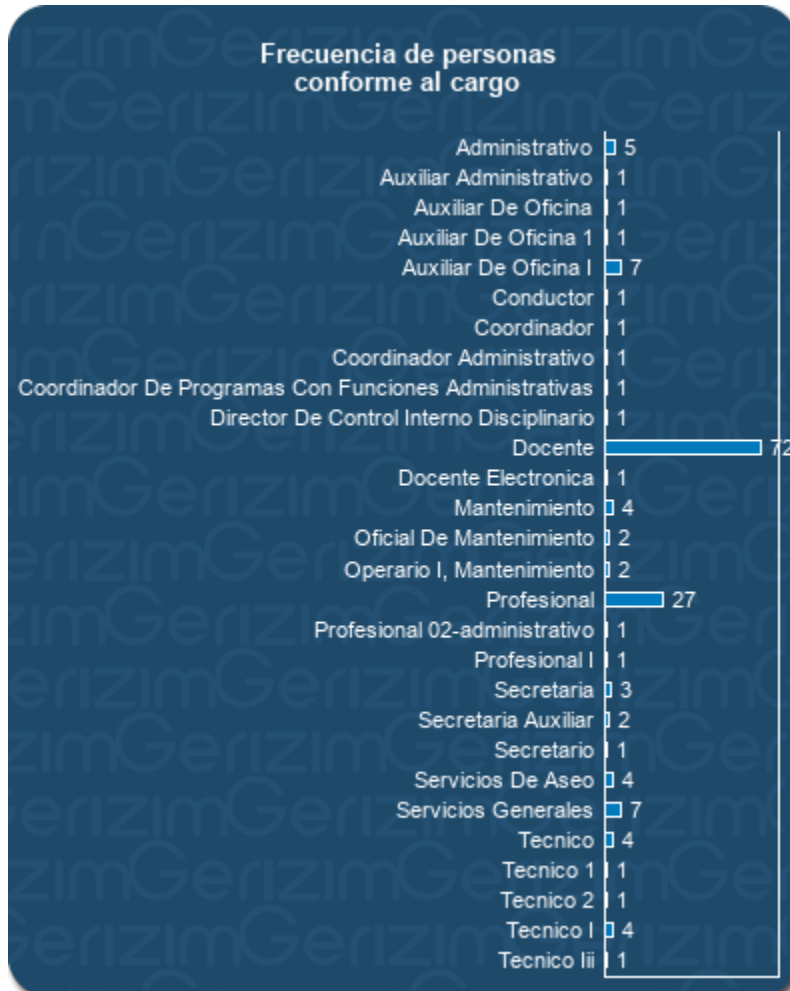 Frecuencia de personas
conforme al cargo
Administrativo 5
Auxiliar Administrativo 1
Auxiliar De Oficina 1
Auxiliar De Oficina 1 1
Auxiliar De Oficina I 7
Conductor 1
Coordinador 1
Coordinador Administrativo 1
Coordinador De Programas Con Funciones Administrativas 1
Director De Control Interno Disciplinario 1
Docente 72
Docente Electronica 1
Mantenimiento 4
Oficial De Mantenimiento 2
Operario I, Mantenimiento 2
Profesional 27
Profesional 02-administrativo 1
Profesional I 1
Secretaria 3
Secretaria Auxiliar 2
Secretario 1
Servicios De Aseo 4
Servicios Generales 7
Tecnico 4
Tecnico 1 1
Tecnico 2 1
Tecnico I 4
Tecnico Iii 1